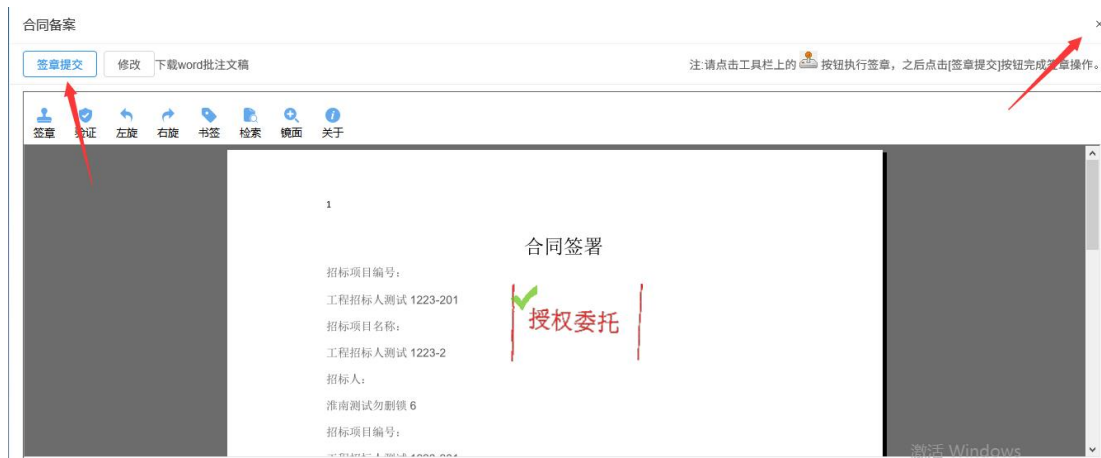 合同备案
×
签章提交 修改 下载word批注文稿 注:请点击工具栏上的 按钮执行签章，之后点击[签章提交]按钮完成签章操作。
签章 验证 左旋 右旋 书签 检索 镜面 关于
1
合同签署
招标项目编号：
工程招标人测试 1223-201
授权委托
招标项目名称：
工程招标人测试 1223-2
招标人：
淮南测试勿删锁 6
招标项目编号：
激活 Windows